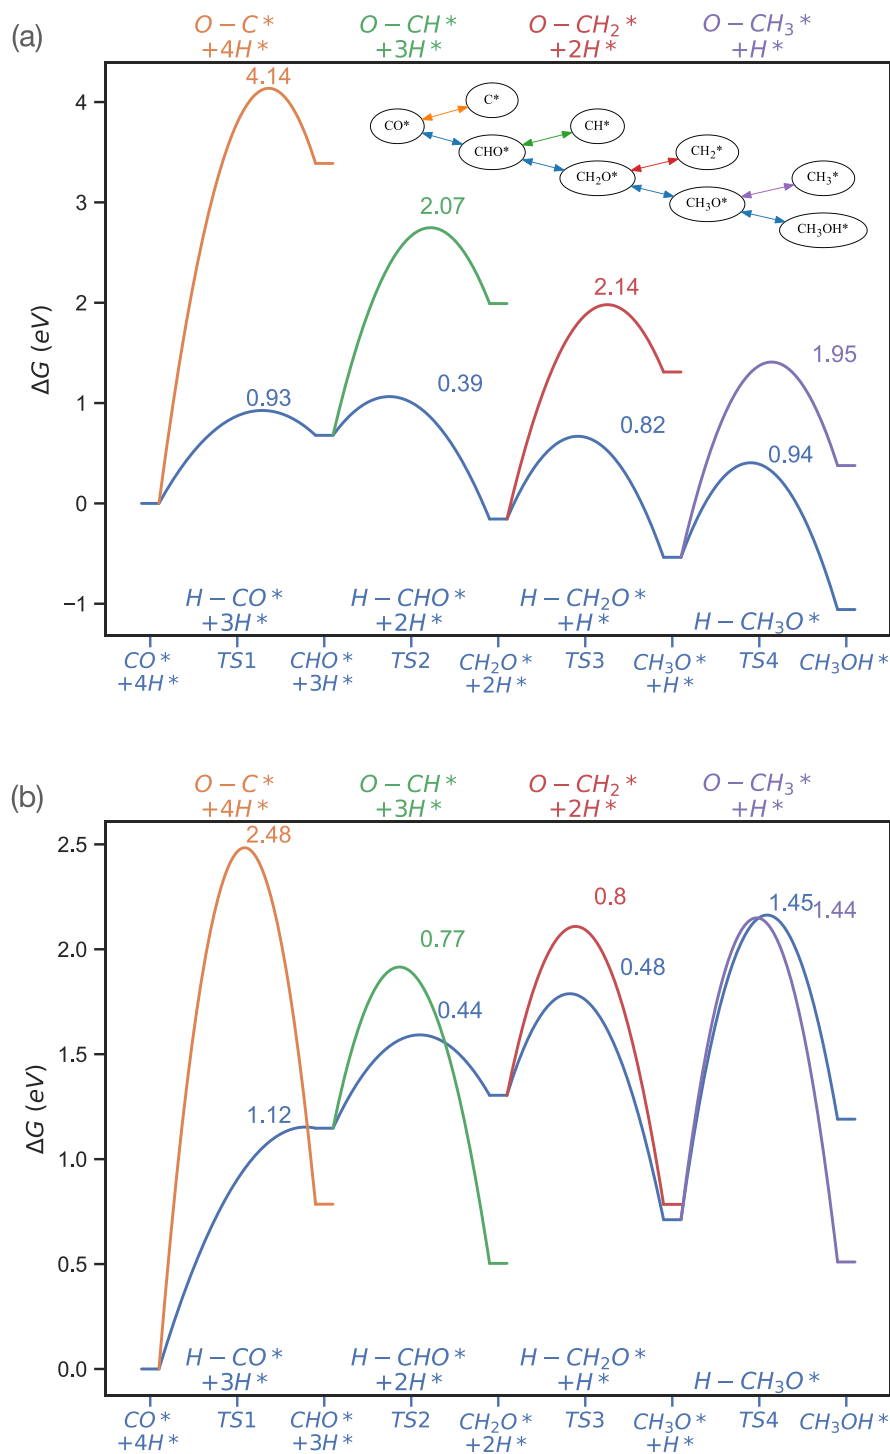 (a)
O – C* O – CH* O – CH₂* O – CH₃*
+4H* +3H* +2H* +H*
4.14
4
C*
CO*
CH*
CHO*
CH₂*
CH₂O*
CH₃*
CH₃O*
CH₃OH*
3
2.07
2.14
2
1.95
ΔG (eV)
1
0.93
0.39
0.82
0.94
0
−1
H – CO* H – CHO* H – CH₂O* H – CH₃O*
+3H* +2H* +H*
CO* TS1 CHO* TS2 CH₂O* TS3 CH₃O* TS4 CH₃OH*
+4H* +3H* +2H* +H*
(b)
O – C* O – CH* O – CH₂* O – CH₃*
+4H* +3H* +2H* +H*
2.5
2.48
0.8
1.45
1.44
0.77
2.0
0.48
0.44
1.5
ΔG (eV)
1.12
1.0
0.5
0.0
H – CO* H – CHO* H – CH₂O* H – CH₃O*
+3H* +2H* +H*
CO* TS1 CHO* TS2 CH₂O* TS3 CH₃O* TS4 CH₃OH*
+4H* +3H* +2H* +H*